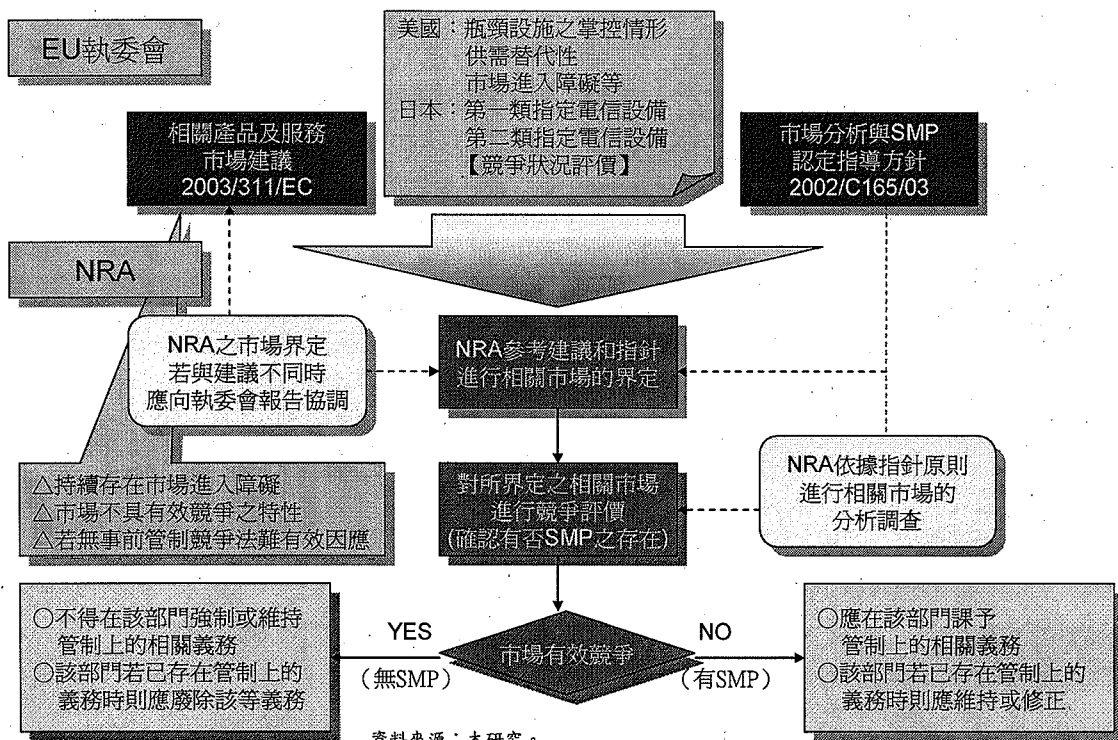 EU執委會
美國：瓶頸設施之掌控情形
供需替代性
市場進入障礙等
日本：第一類指定電信設備
第二類指定電信設備
【競爭狀況評價】
相關產品及服務
市場建議
2003/311/EC
市場分析與SMP
認定指導方針
2002/C165/03
NRA
NRA之市場界定
若與建議不同時
應向執委會報告協調
NRA參考建議和指針
進行相關市場的界定
△持續存在市場進入障礙
△市場不具有效競爭之特性
△若無事前管制競爭法難有效因應
對所界定之相關市場
進行競爭評價
(確認有否SMP之存在)
NRA依據指針原則
進行相關市場的
分析調查
○不得在該部門強制或維持
管制上的相關義務
○該部門若已存在管制上的
義務時則應廢除該等義務
YES
（無SMP）
市場有效競爭
NO
（有SMP）
○應在該部門課予
管制上的相關義務
○該部門若已存在管制上的
義務時則應維持或修正
資料來源：本研究。